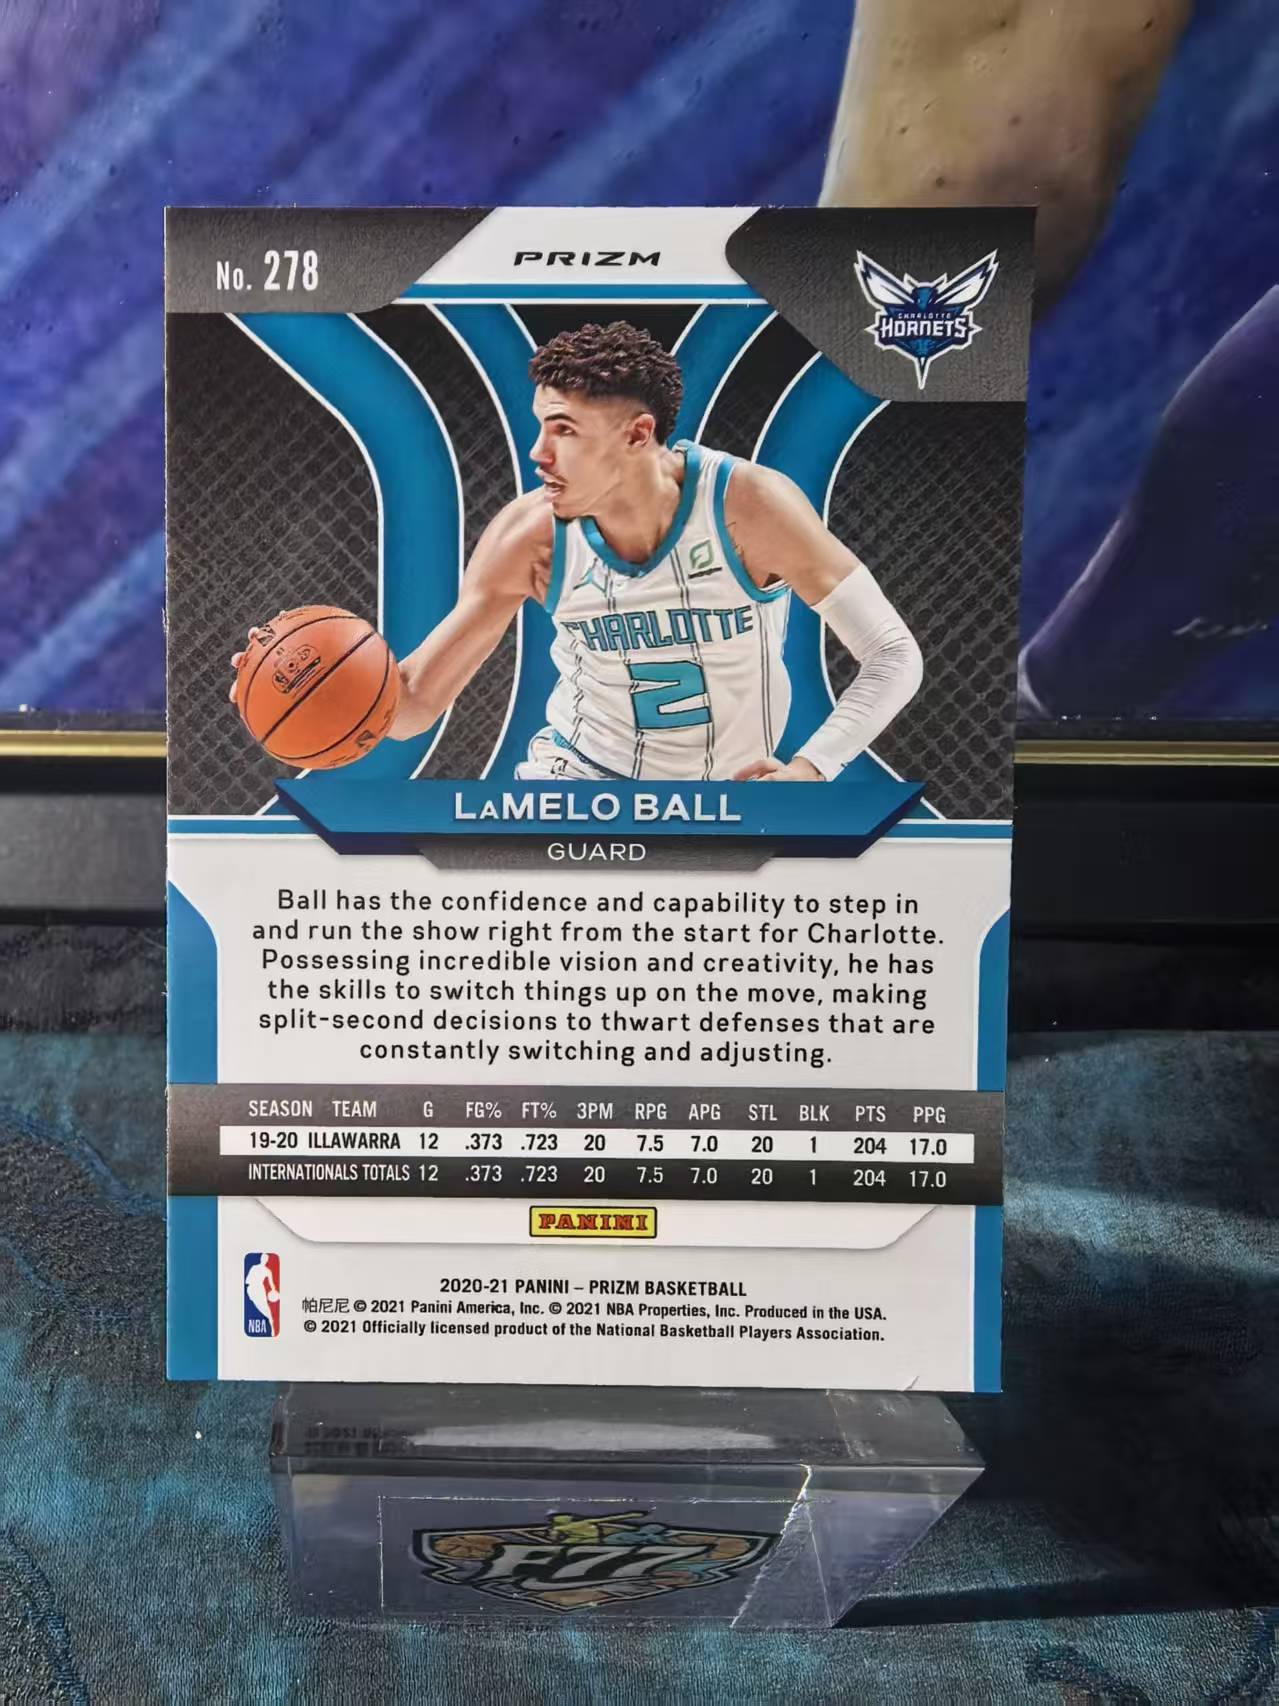 No. 278
PRIZM
CHARLOTTE
HORNETS
CHARLOTTE
2
LAMELO BALL
GUARD
Ball has the confidence and capability to step in
and run the show right from the start for Charlotte.
Possessing incredible vision and creativity, he has
the skills to switch things up on the move, making
split-second decisions to thwart defenses that are
constantly switching and adjusting.
SEASON TEAM G FG% FT% 3PM RPG APG STL BLK PTS PPG
19-20 ILLAWARRA 12 .373 .723 20 7.5 7.0 20 1 204 17.0
INTERNATIONALS TOTALS 12 .373 .723 20 7.5 7.0 20 1 204 17.0
PANINI
NBA
2020-21 PANINI – PRIZM BASKETBALL
帕尼尼 © 2021 Panini America, Inc. © 2021 NBA Properties, Inc. Produced in the USA.
© 2021 Officially licensed product of the National Basketball Players Association.
F77